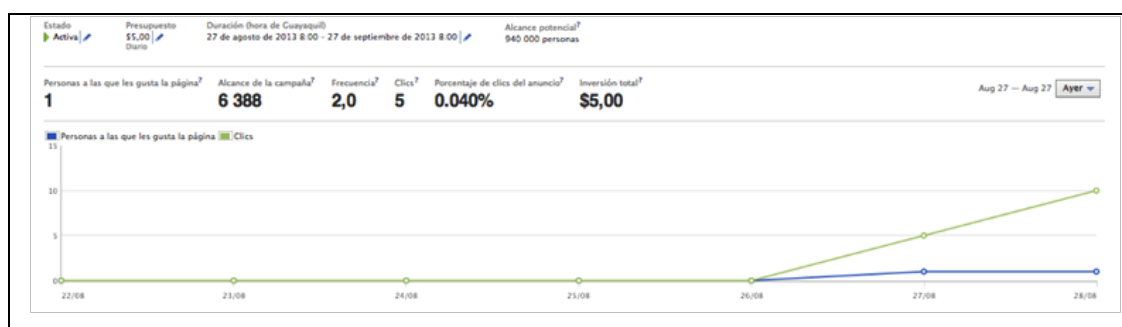 Estado
Activa
Presupuesto
$5,00
Diario
Duración (hora de Guayaquil)
27 de agosto de 2013 8:00 - 27 de septiembre de 2013 8:00
Alcance potencial?
940 000 personas
Personas a las que les gusta la página?
1
Alcance de la campaña?
6 388
Frecuencia?
2,0
Clics?
5
Porcentaje de clics del anuncio?
0.040%
Inversión total?
$5,00
Aug 27 — Aug 27
Ayer
Personas a las que les gusta la página
Clics
15
10
5
0
22/08
23/08
24/08
25/08
26/08
27/08
28/08